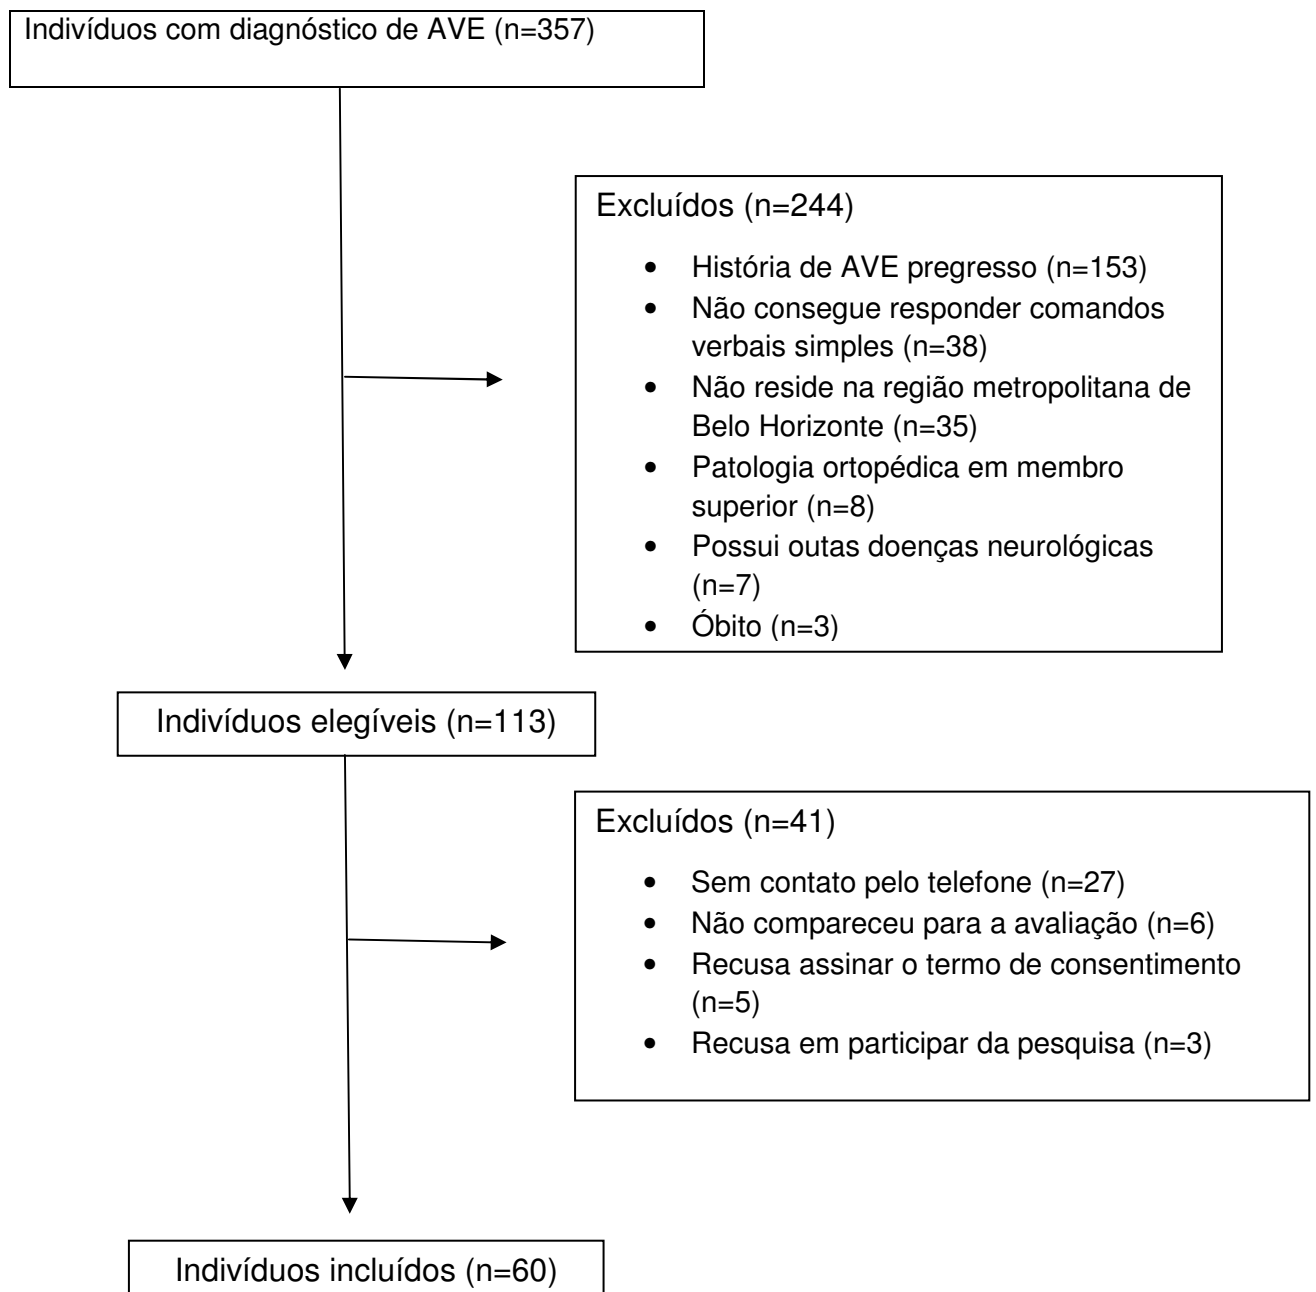 Indivíduos com diagnóstico de AVE (n=357)
Excluídos (n=244)
• História de AVE pregresso (n=153)
• Não consegue responder comandos
verbais simples (n=38)
• Não reside na região metropolitana de
Belo Horizonte (n=35)
• Patologia ortopédica em membro
superior (n=8)
• Possui outas doenças neurológicas
(n=7)
• Óbito (n=3)
Indivíduos elegíveis (n=113)
Excluídos (n=41)
• Sem contato pelo telefone (n=27)
• Não compareceu para a avaliação (n=6)
• Recusa assinar o termo de consentimento
(n=5)
• Recusa em participar da pesquisa (n=3)
Indivíduos incluídos (n=60)